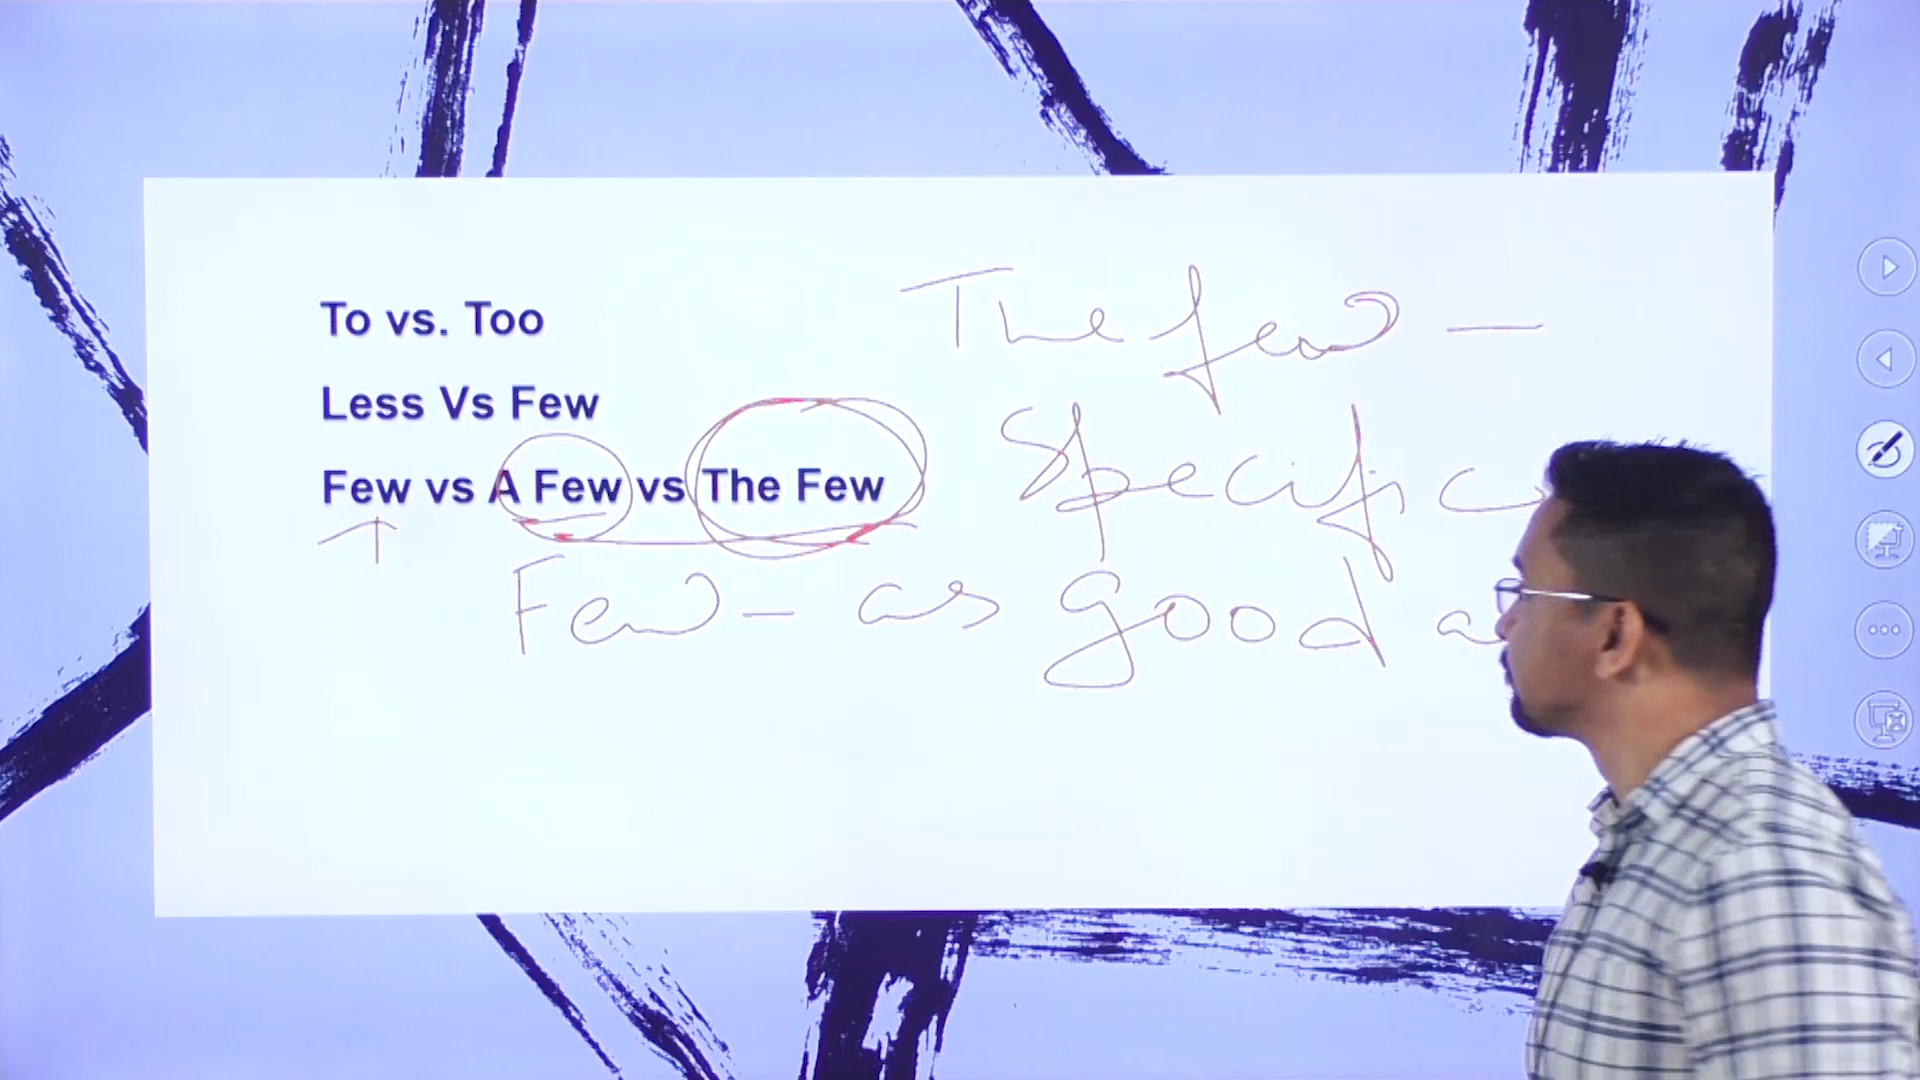 To vs. Too
Less Vs Few
Few vs A Few vs The Few
The few —
Specific
Few - as good a